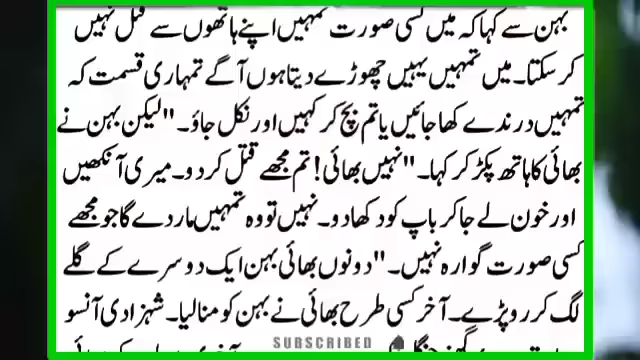 بہن سے کہا کہ میں کسی صورت تمہیں اپنے ہاتھوں سے قتل نہیں
کر سکتا۔ میں تمہیں یہیں چھوڑے دیتا ہوں آگے تمہاری قسمت کہ
تمہیں درندے کھا جائیں یا تم بچ کر کہیں اور نکل جاؤ۔" لیکن بہن نے
بھائی کا ہاتھ پکڑ کر کہا۔ "نہیں بھائی! تم مجھے قتل کر دو۔ میری آنکھیں
اور خون لے جا کر باپ کو دکھا دو۔ نہیں تو وہ تمہیں مار دے گا جو مجھے
کسی صورت گوارہ نہیں۔" دونوں بھائی بہن ایک دوسرے کے گلے
لگ کر رو پڑے۔ آخر کسی طرح بھائی نے بہن کو منا لیا۔ شہزادی آنسو
SUBSCRIBED